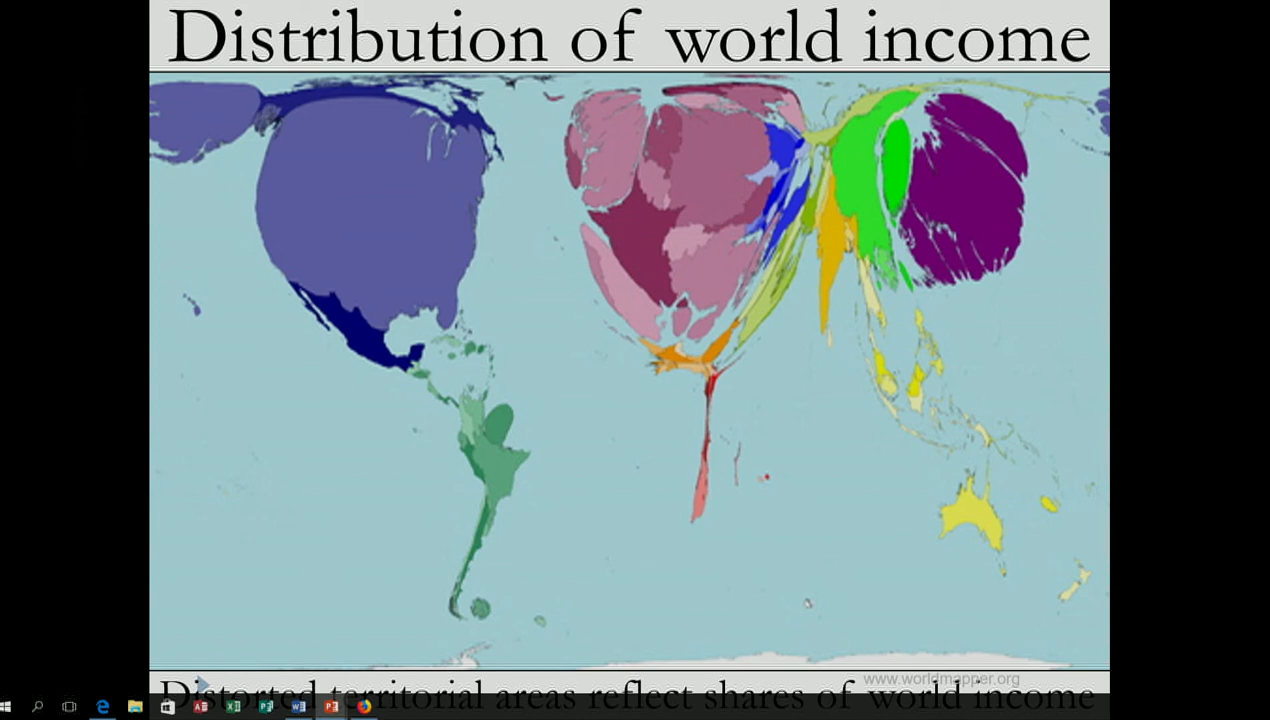 Distribution of world income
www.worldmapper.org
Distorted territorial areas reflect shares of world income